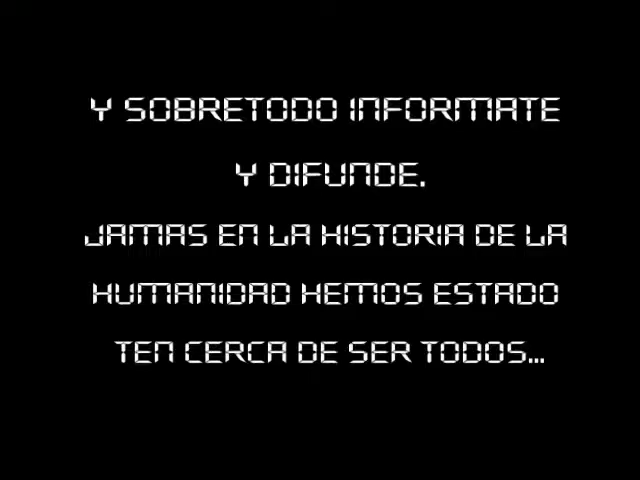 Y SOBRETODO INFORMATE
Y DIFUNDE.
JAMAS EN LA HISTORIA DE LA
HUMANIDAD HEMOS ESTADO
TEN CERCA DE SER TODOS...